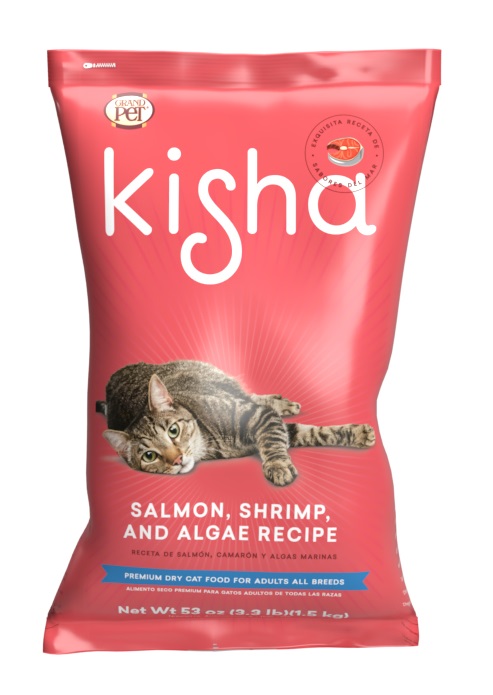 GRAND
PET
EXQUISITA RECETA DE
SABORES DEL MAR
kisha
SALMON, SHRIMP,
AND ALGAE RECIPE
RECETA DE SALMÓN, CAMARÓN Y ALGAS MARINAS
PREMIUM DRY CAT FOOD FOR ADULTS ALL BREEDS
ALIMENTO SECO PREMIUM PARA GATOS ADULTOS DE TODAS LAS RAZAS
Net Wt 53 oz (3.3 lb)(1.5 kg)